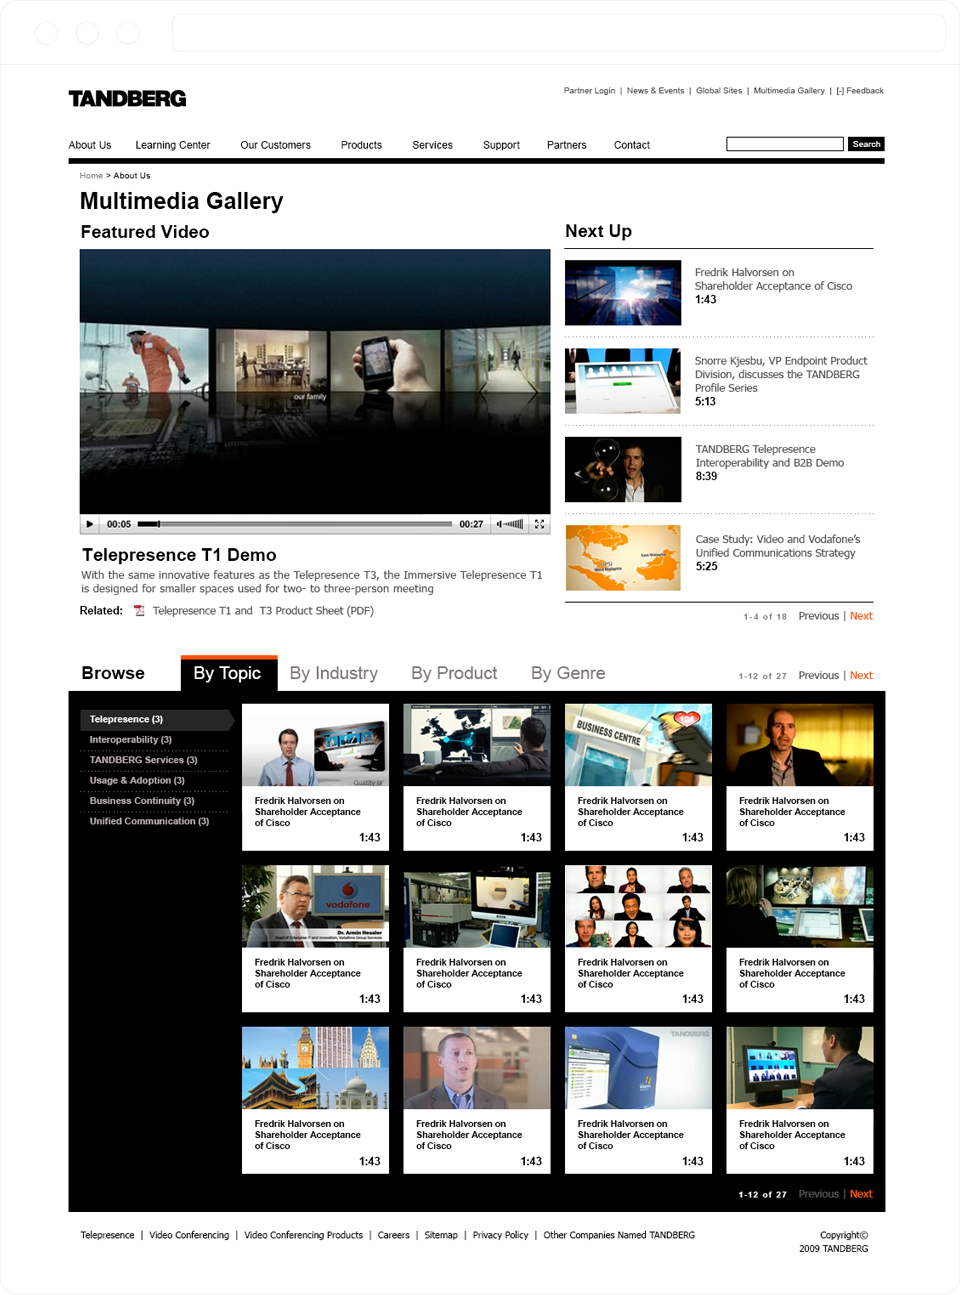 TANDBERG
Partner Login | News & Events | Global Sites | Multimedia Gallery | [-] Feedback
About Us Learning Center Our Customers Products Services Support Partners Contact Search
Home > About Us
Multimedia Gallery
Featured Video
our family
00:05 00:27
Telepresence T1 Demo
With the same innovative features as the Telepresence T3, the Immersive Telepresence T1
is designed for smaller spaces used for two- to three-person meeting
Related: Telepresence T1 and T3 Product Sheet (PDF)
Next Up
Fredrik Halvorsen on
Shareholder Acceptance of Cisco
1:43
Snorre Kjesbu, VP Endpoint Product
Division, discusses the TANDBERG
Profile Series
5:13
TANDBERG Telepresence
Interoperability and B2B Demo
8:39
East Malaysia
West Malaysia
Case Study: Video and Vodafone's
Unified Communications Strategy
5:25
1-4 of 18 Previous | Next
Browse By Topic By Industry By Product By Genre
1-12 of 27 Previous | Next
Telepresence (3)
Interoperability (3)
TANDBERG Services (3)
Usage & Adoption (3)
Business Continuity (3)
Unified Communication (3)
Fredrik Halvorsen on
Shareholder Acceptance
of Cisco
1:43
Fredrik Halvorsen on
Shareholder Acceptance
of Cisco
1:43
BUSINESS CENTRE
Fredrik Halvorsen on
Shareholder Acceptance
of Cisco
1:43
Fredrik Halvorsen on
Shareholder Acceptance
of Cisco
1:43
vodafone
Dr. Armin Hessler
Head of Enterprise IT and Innovation, Vodafone Group Services
Fredrik Halvorsen on
Shareholder Acceptance
of Cisco
1:43
Fredrik Halvorsen on
Shareholder Acceptance
of Cisco
1:43
Fredrik Halvorsen on
Shareholder Acceptance
of Cisco
1:43
Fredrik Halvorsen on
Shareholder Acceptance
of Cisco
1:43
Fredrik Halvorsen on
Shareholder Acceptance
of Cisco
1:43
Fredrik Halvorsen on
Shareholder Acceptance
of Cisco
1:43
TANDBERG
Fredrik Halvorsen on
Shareholder Acceptance
of Cisco
1:43
Fredrik Halvorsen on
Shareholder Acceptance
of Cisco
1:43
1-12 of 27 Previous | Next
Telepresence | Video Conferencing | Video Conferencing Products | Careers | Sitemap | Privacy Policy | Other Companies Named TANDBERG
Copyright©
2009 TANDBERG